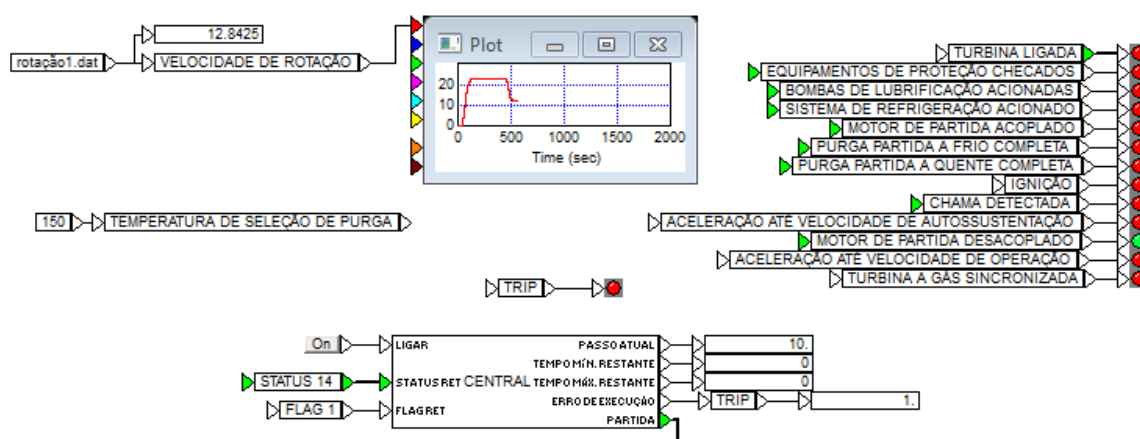 12.8425
rotação1.dat
VELOCIDADE DE ROTAÇÃO
Plot
20
10
0
0
500
1000
1500
2000
Time (sec)
TURBINA LIGADA
EQUIPAMENTOS DE PROTEÇÃO CHECADOS
BOMBAS DE LUBRIFICAÇÃO ACIONADAS
SISTEMA DE REFRIGERAÇÃO ACIONADO
MOTOR DE PARTIDA ACOPLADO
PURGA PARTIDA A FRIO COMPLETA
PURGA PARTIDA A QUENTE COMPLETA
IGNIÇÃO
CHAMA DETECTADA
ACELERAÇÃO ATÉ VELOCIDADE DE AUTOSSUSTENTAÇÃO
MOTOR DE PARTIDA DESACOPLADO
ACELERAÇÃO ATÉ VELOCIDADE DE OPERAÇÃO
TURBINA A GÁS SINCRONIZADA
150
TEMPERATURA DE SELEÇÃO DE PURGA
TRIP
On
LIGAR
PASSO ATUAL
10.
TEMPO MÍN. RESTANTE
0
STATUS 14
STATUS RET
CENTRAL
TEMPO MÁX. RESTANTE
0
ERRO DE EXECUÇÃO
TRIP
1.
FLAG 1
FLAG RET
PARTIDA